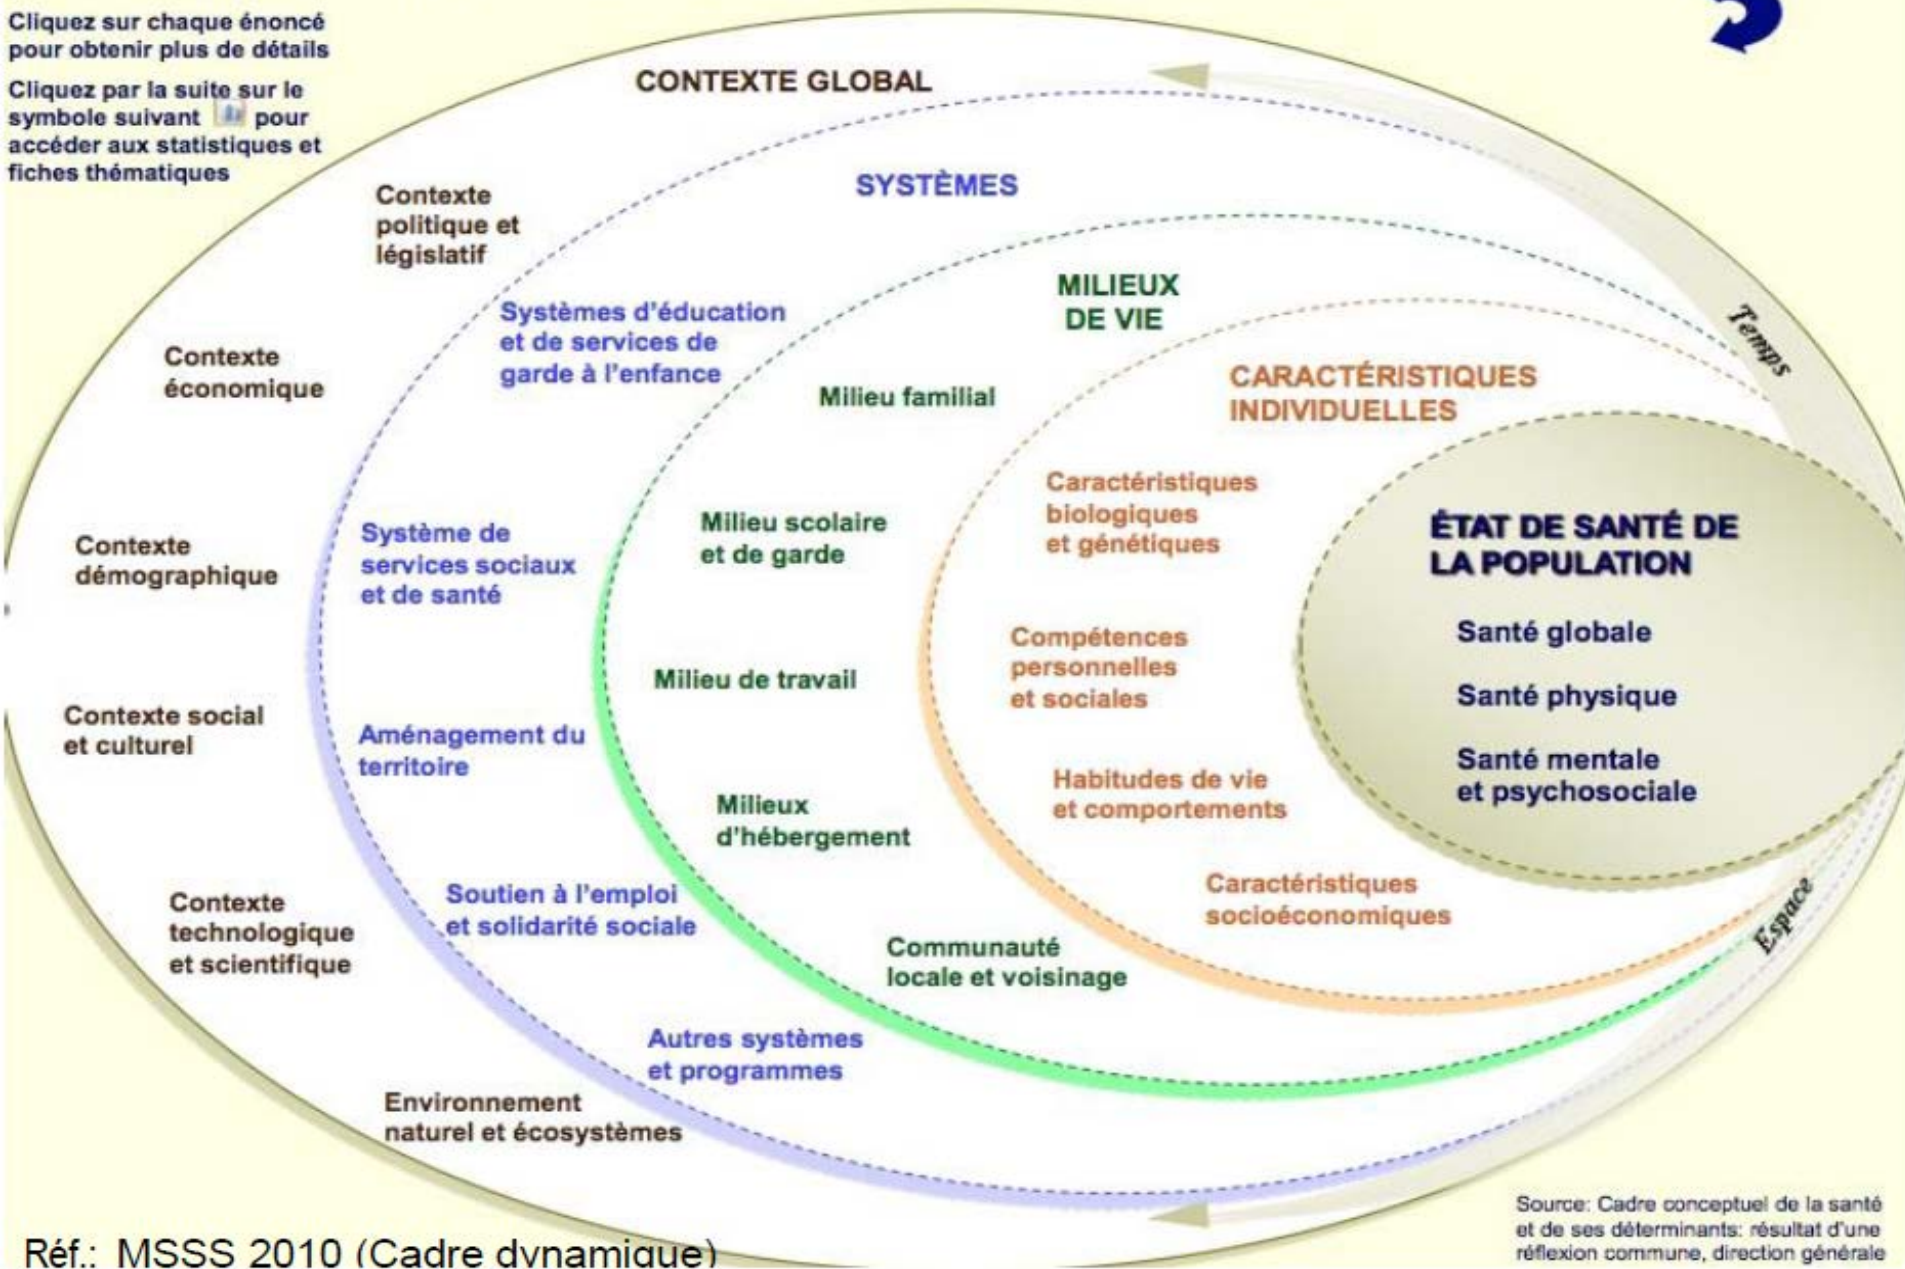 Cliquez sur chaque énoncé
pour obtenir plus de détails
Cliquez par la suite sur le
symbole suivant pour
accéder aux statistiques et
fiches thématiques
CONTEXTE GLOBAL
Contexte
politique et
législatif
Contexte
économique
Contexte
démographique
Contexte social
et culturel
Contexte
technologique
et scientifique
Environnement
naturel et écosystèmes
SYSTÈMES
Systèmes d'éducation
et de services de
garde à l'enfance
Système de
services sociaux
et de santé
Aménagement du
territoire
Soutien à l'emploi
et solidarité sociale
Autres systèmes
et programmes
MILIEUX
DE VIE
Milieu familial
Milieu scolaire
et de garde
Milieu de travail
Milieux
d'hébergement
Communauté
locale et voisinage
CARACTÉRISTIQUES
INDIVIDUELLES
Caractéristiques
biologiques
et génétiques
Compétences
personnelles
et sociales
Habitudes de vie
et comportements
Caractéristiques
socioéconomiques
ÉTAT DE SANTÉ DE
LA POPULATION
Santé globale
Santé physique
Santé mentale
et psychosociale
Temps
Espace
Réf.: MSSS 2010 (Cadre dynamique)
Source: Cadre conceptuel de la santé
et de ses déterminants: résultat d'une
réflexion commune, direction générale